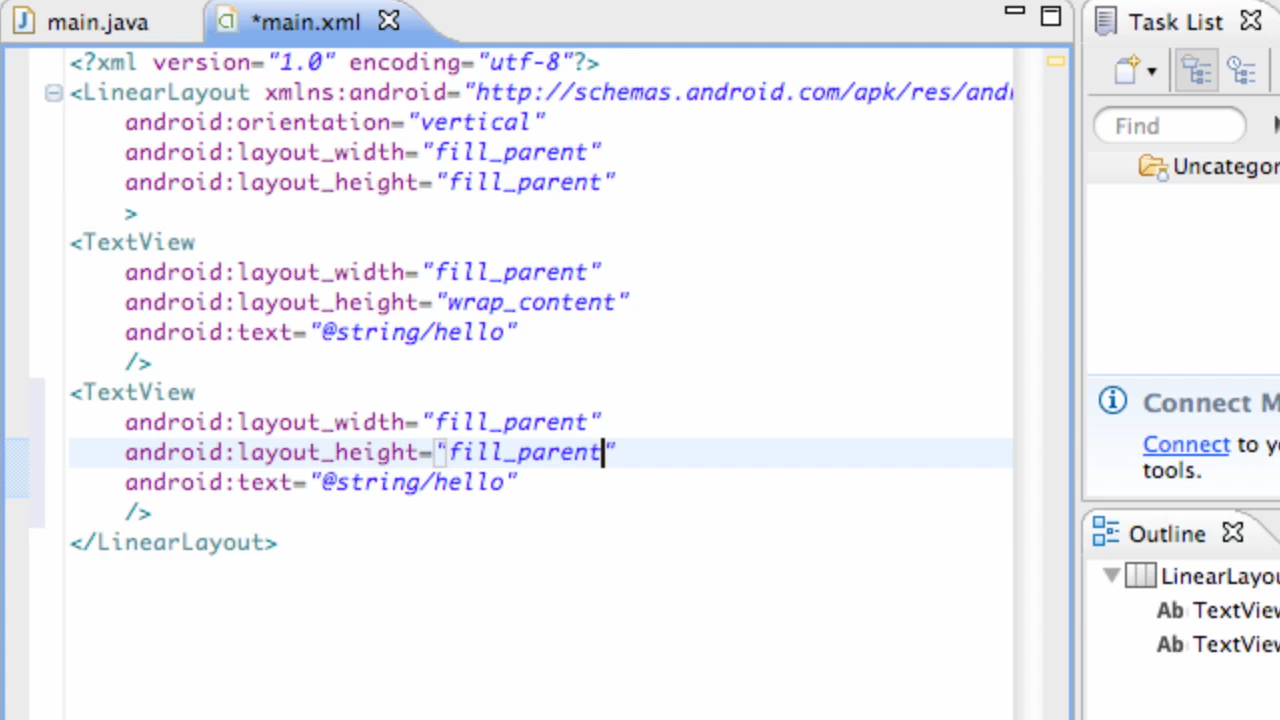 main.java
*main.xml
Task List
<?xml version="1.0" encoding="utf-8"?>
<LinearLayout xmlns:android="http://schemas.android.com/apk/res/andr
android:orientation="vertical"
android:layout_width="fill_parent"
android:layout_height="fill_parent"
>
<TextView
android:layout_width="fill_parent"
android:layout_height="wrap_content"
android:text="@string/hello"
/>
<TextView
android:layout_width="fill_parent"
android:layout_height="fill_parent"
android:text="@string/hello"
/>
</LinearLayout>
Find
Uncategor
Connect M
Connect to yo
tools.
Outline
LinearLayou
Ab TextView
Ab TextView